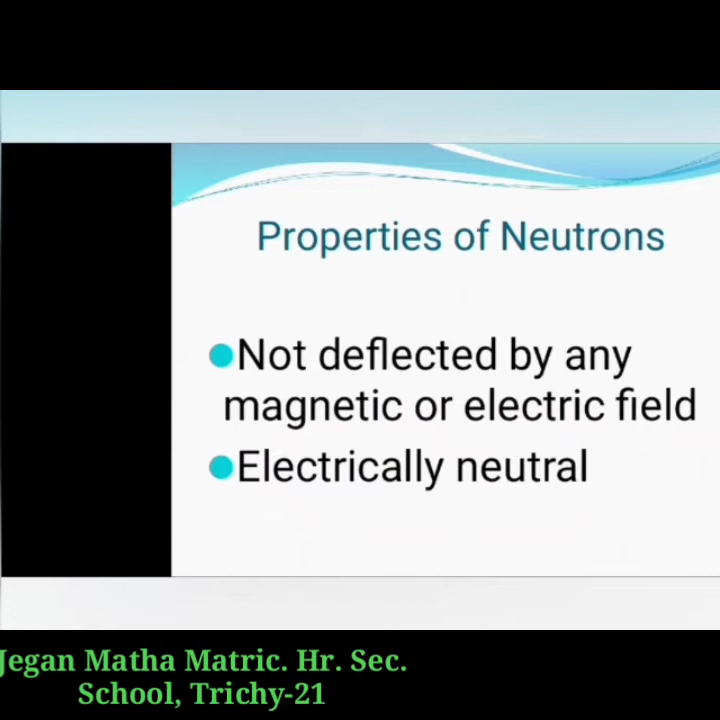 Properties of Neutrons
Not deflected by any
magnetic or electric field
Electrically neutral
Jegan Matha Matric. Hr. Sec.
School, Trichy-21